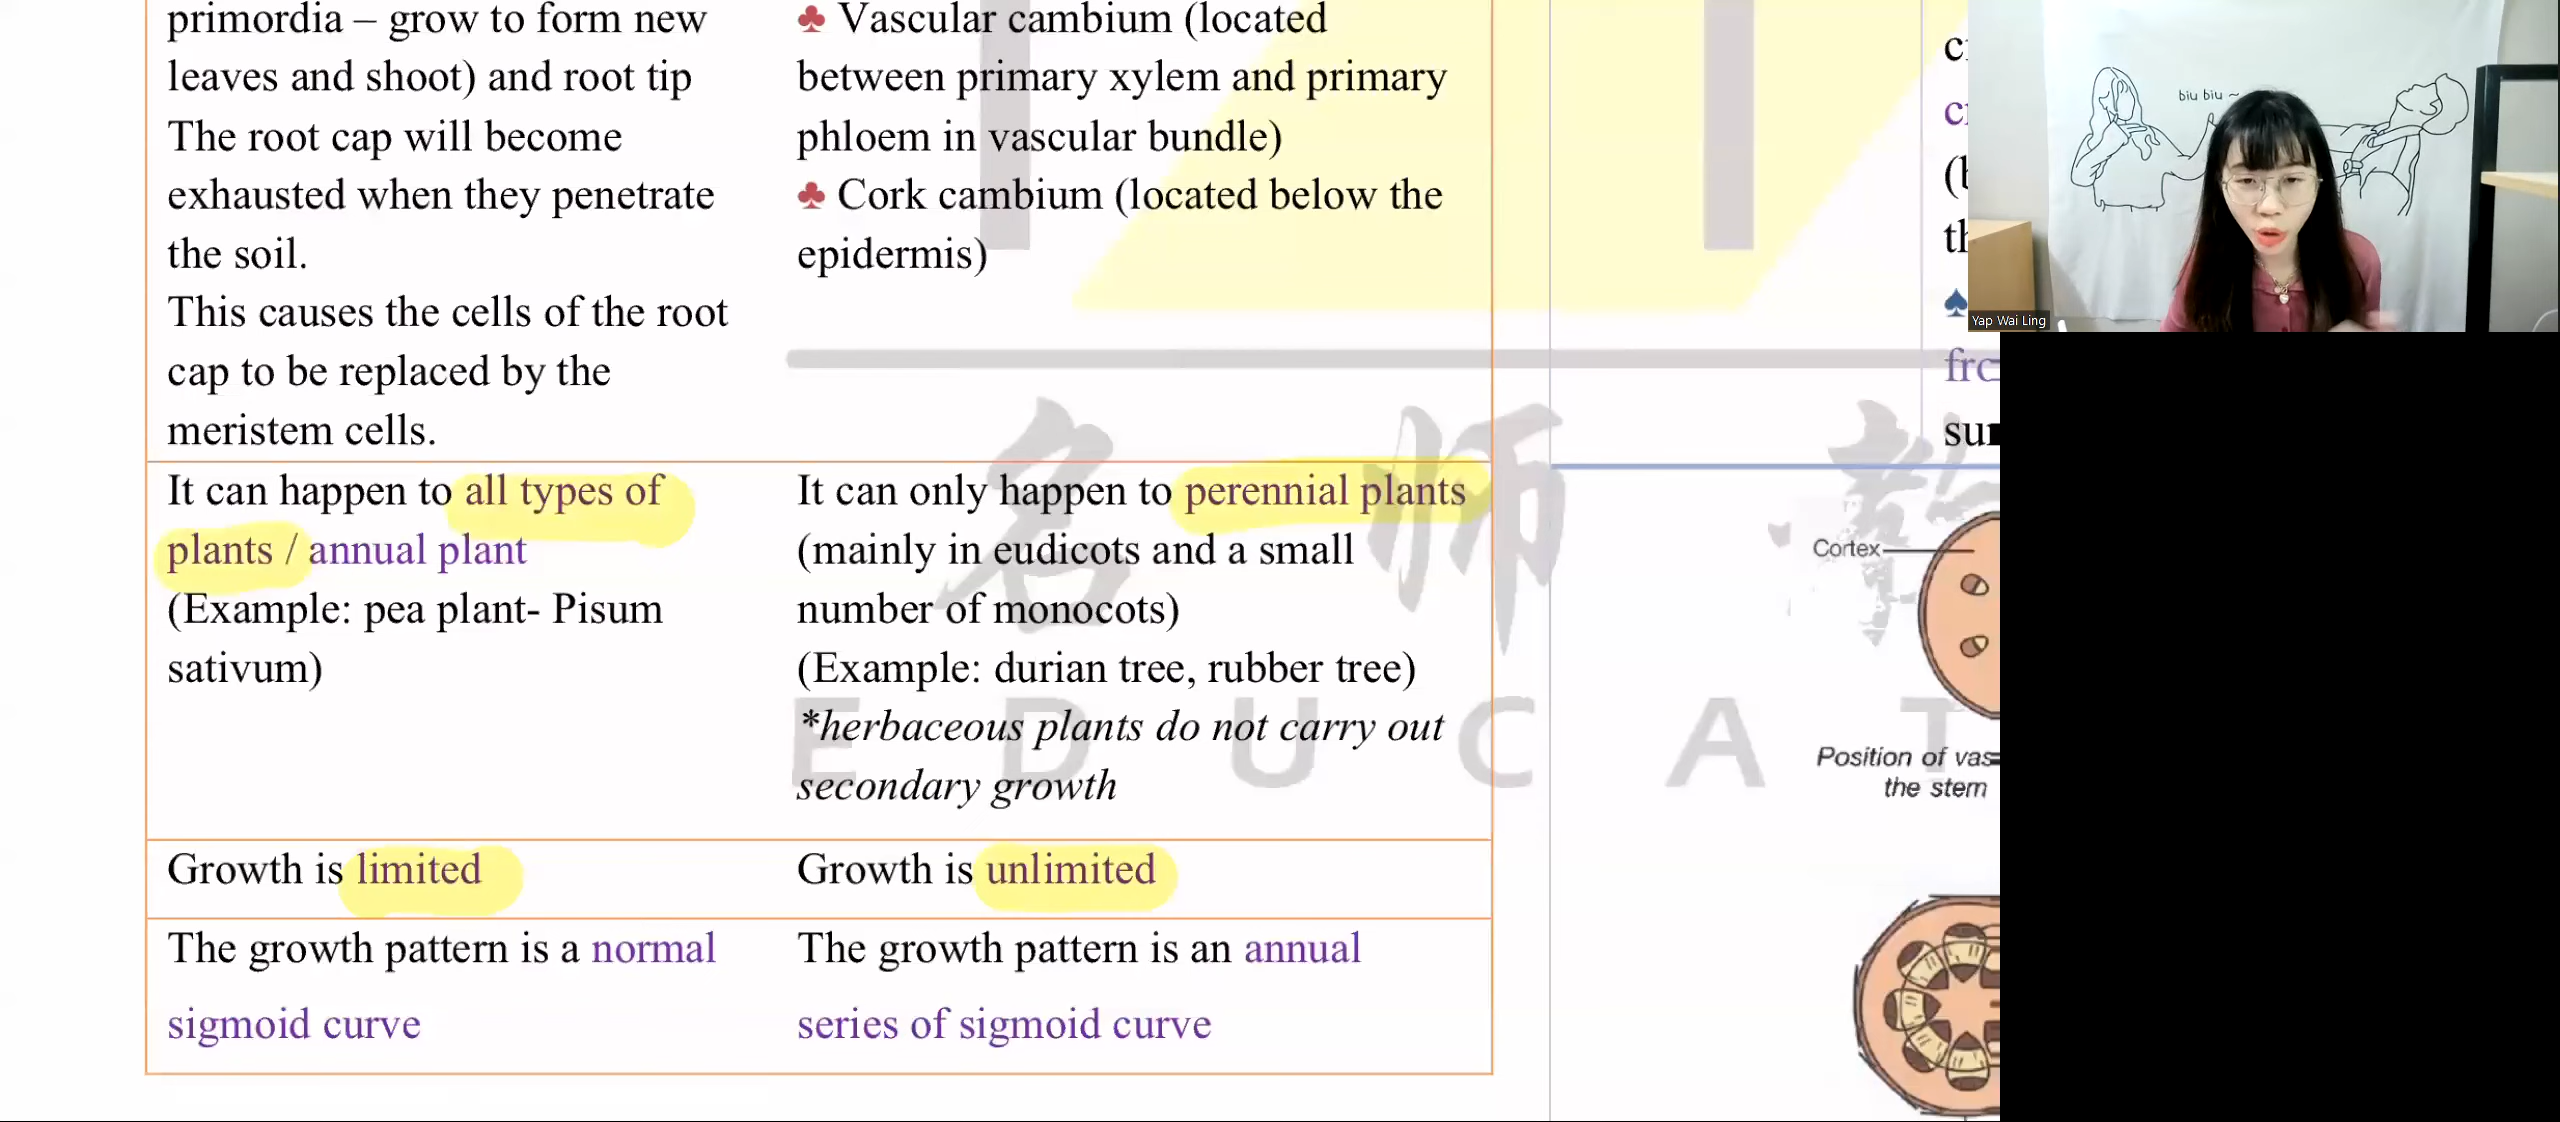 primordia – grow to form new
leaves and shoot) and root tip
The root cap will become
exhausted when they penetrate
the soil.
This causes the cells of the root
cap to be replaced by the
meristem cells.
♣ Vascular cambium (located
between primary xylem and primary
phloem in vascular bundle)
♣ Cork cambium (located below the
epidermis)
It can happen to all types of
plants / annual plant
(Example: pea plant- Pisum
sativum)
It can only happen to perennial plants
(mainly in eudicots and a small
number of monocots)
(Example: durian tree, rubber tree)
*herbaceous plants do not carry out
secondary growth
Growth is limited
Growth is unlimited
The growth pattern is a normal
sigmoid curve
The growth pattern is an annual
series of sigmoid curve
名 师
E D U C A T
Cortex
Position of vas
the stem
biu biu ~
Yap Wai Ling